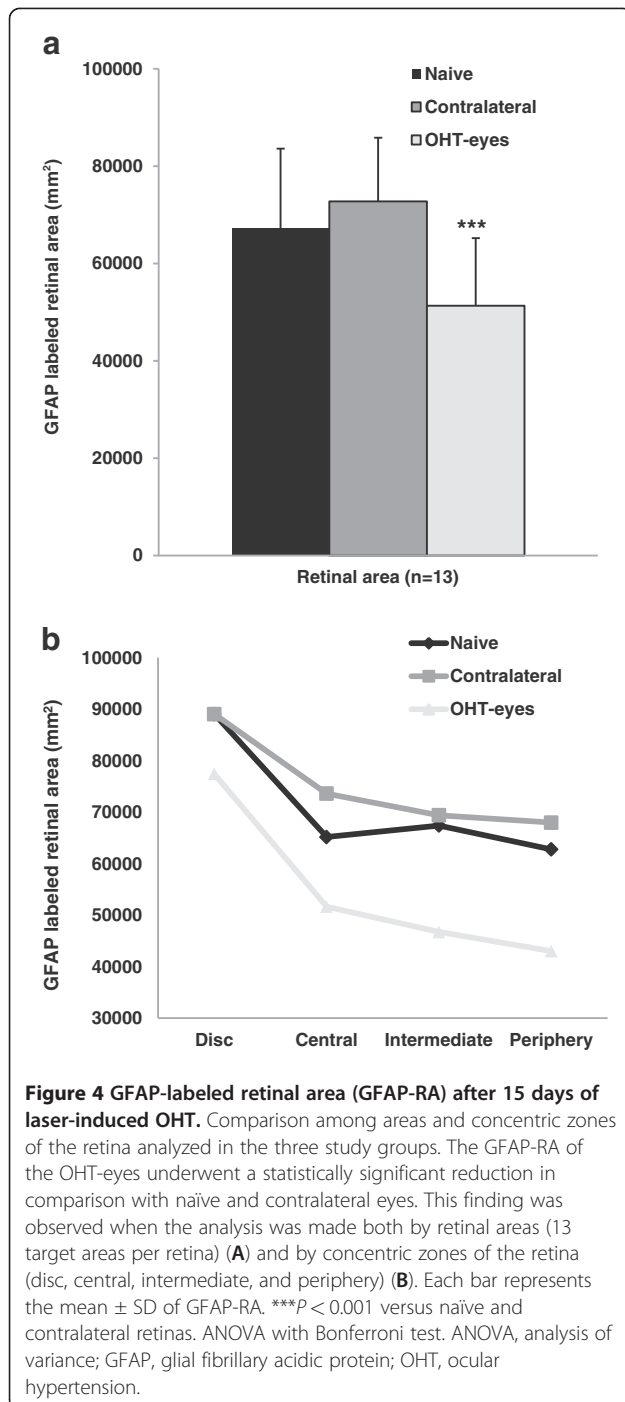 a
100000
80000
60000
40000
20000
0
GFAP labeled retinal area (mm²)
Naive
Contralateral
OHT-eyes
***
Retinal area (n=13)
b
100000
90000
80000
70000
60000
50000
40000
30000
GFAP labeled retinal area (mm²)
Naive
Contralateral
OHT-eyes
Disc Central Intermediate Periphery
Figure 4 GFAP-labeled retinal area (GFAP-RA) after 15 days of
laser-induced OHT. Comparison among areas and concentric zones
of the retina analyzed in the three study groups. The GFAP-RA of
the OHT-eyes underwent a statistically significant reduction in
comparison with naïve and contralateral eyes. This finding was
observed when the analysis was made both by retinal areas (13
target areas per retina) (A) and by concentric zones of the retina
(disc, central, intermediate, and periphery) (B). Each bar represents
the mean ± SD of GFAP-RA. ***P < 0.001 versus naïve and
contralateral retinas. ANOVA with Bonferroni test. ANOVA, analysis of
variance; GFAP, glial fibrillary acidic protein; OHT, ocular
hypertension.